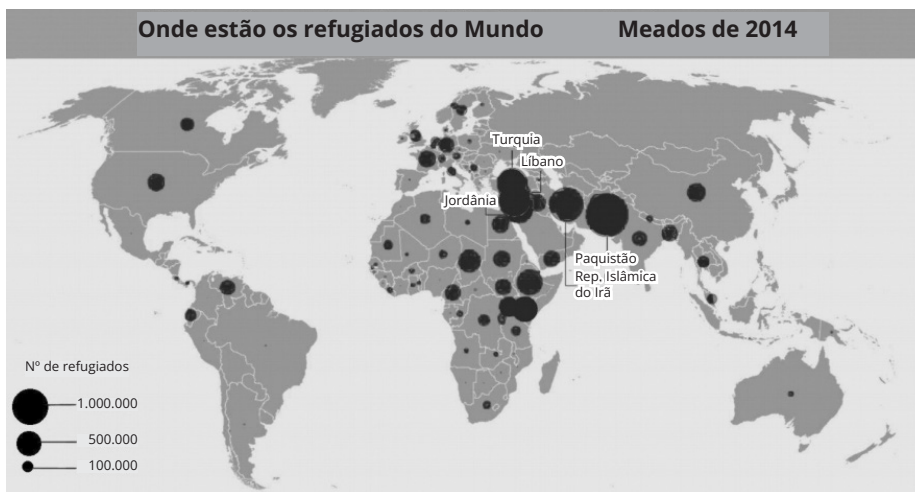 Onde estão os refugiados do Mundo Meados de 2014
Turquia
Líbano
Jordânia
Paquistão
Rep. Islâmica
do Irã
Nº de refugiados
1.000.000
500.000
100.000